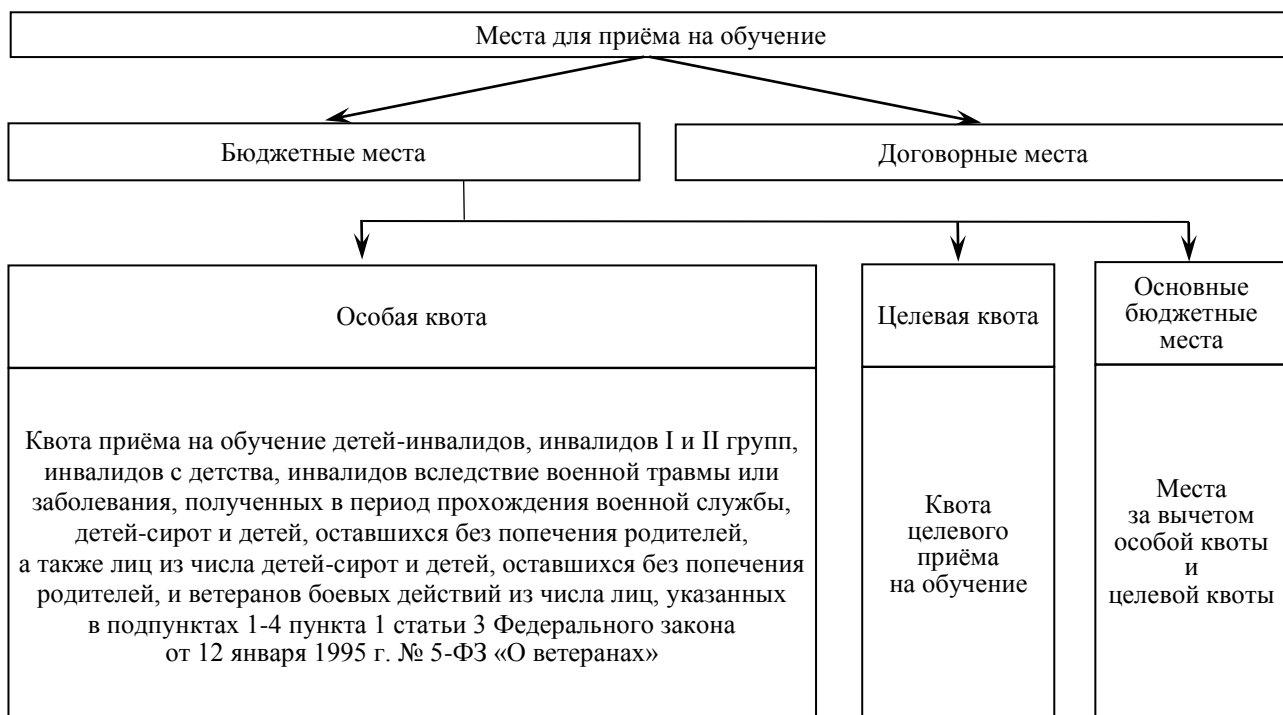 Места для приёма на обучение
Бюджетные места
Договорные места
Особая квота
Целевая квота
Основные
бюджетные
места
Квота приёма на обучение детей-инвалидов, инвалидов I и II групп,
инвалидов с детства, инвалидов вследствие военной травмы или
заболевания, полученных в период прохождения военной службы,
детей-сирот и детей, оставшихся без попечения родителей,
а также лиц из числа детей-сирот и детей, оставшихся без попечения
родителей, и ветеранов боевых действий из числа лиц, указанных
в подпунктах 1-4 пункта 1 статьи 3 Федерального закона
от 12 января 1995 г. № 5-ФЗ «О ветеранах»
Квота
целевого
приёма
на обучение
Места
за вычетом
особой квоты
и
целевой квоты